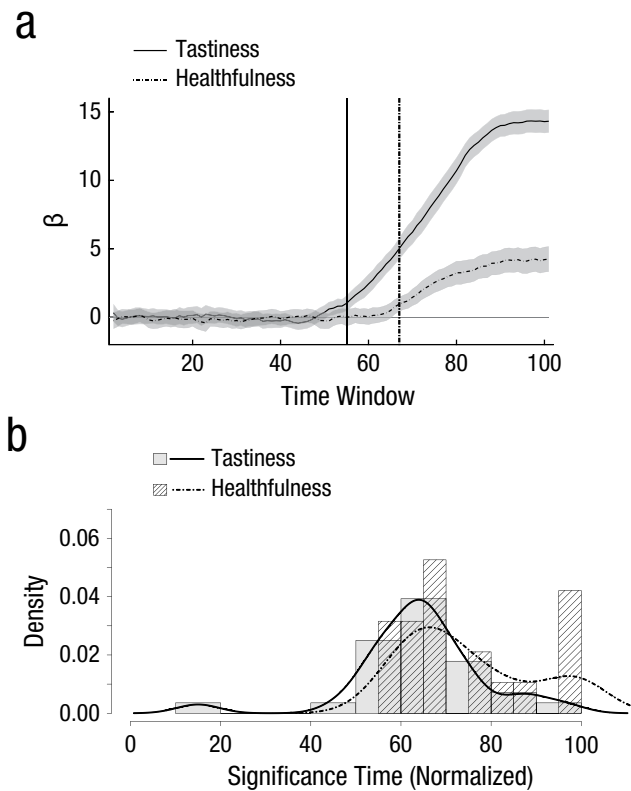 a
Tastiness
Healthfulness
15
10
5
0
β
20 40 60 80 100
Time Window
b
Tastiness
Healthfulness
0.06
0.04
0.02
0.00
Density
0 20 40 60 80 100
Significance Time (Normalized)